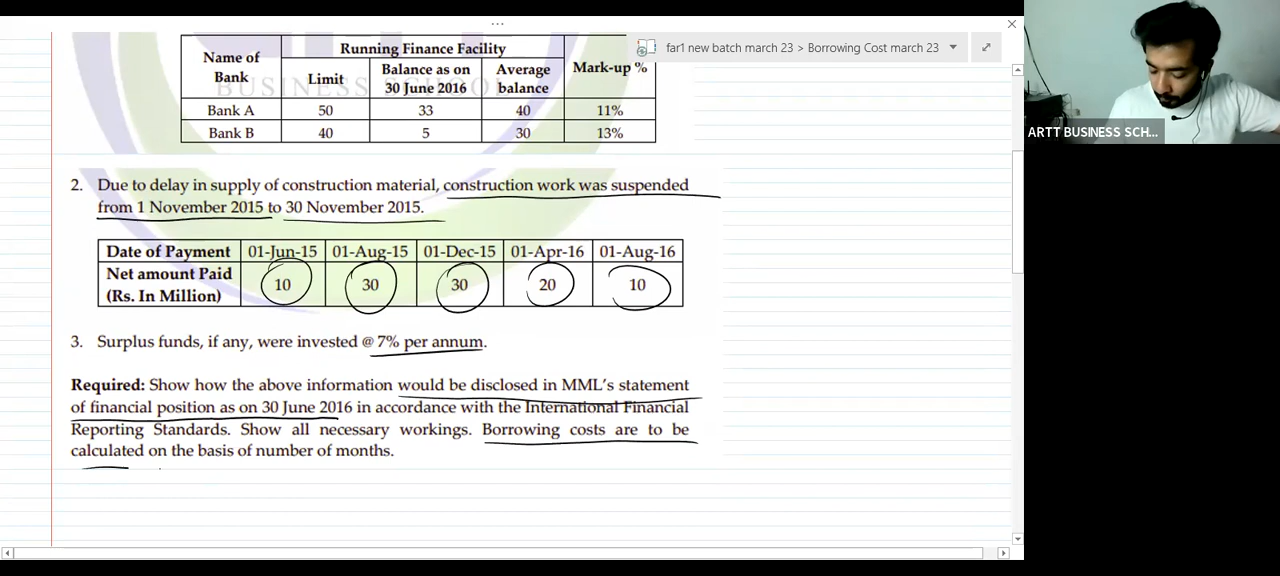 far1 new batch march 23 > Borrowing Cost march 23
Name of Bank Running Finance Facility Mark-up %
Limit Balance as on 30 June 2016 Average balance
Bank A 50 33 40 11%
Bank B 40 5 30 13%
BUSINESS SCHOOL
2. Due to delay in supply of construction material, construction work was suspended
from 1 November 2015 to 30 November 2015.
Date of Payment 01-Jun-15 01-Aug-15 01-Dec-15 01-Apr-16 01-Aug-16
Net amount Paid
(Rs. In Million) 10 30 30 20 10
3. Surplus funds, if any, were invested @ 7% per annum.
Required: Show how the above information would be disclosed in MML's statement
of financial position as on 30 June 2016 in accordance with the International Financial
Reporting Standards. Show all necessary workings. Borrowing costs are to be
calculated on the basis of number of months.
ARTT BUSINESS SCH...